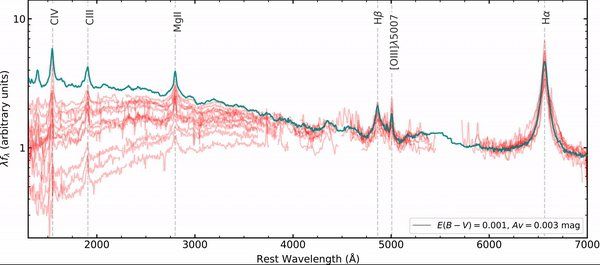 CIV
CIII
MgII
Hβ
[OIII]λ5007
Hα
10
1
λfλ (arbitrary units)
E(B − V) = 0.001, Av = 0.003 mag
2000
3000
4000
5000
6000
7000
Rest Wavelength (Å)